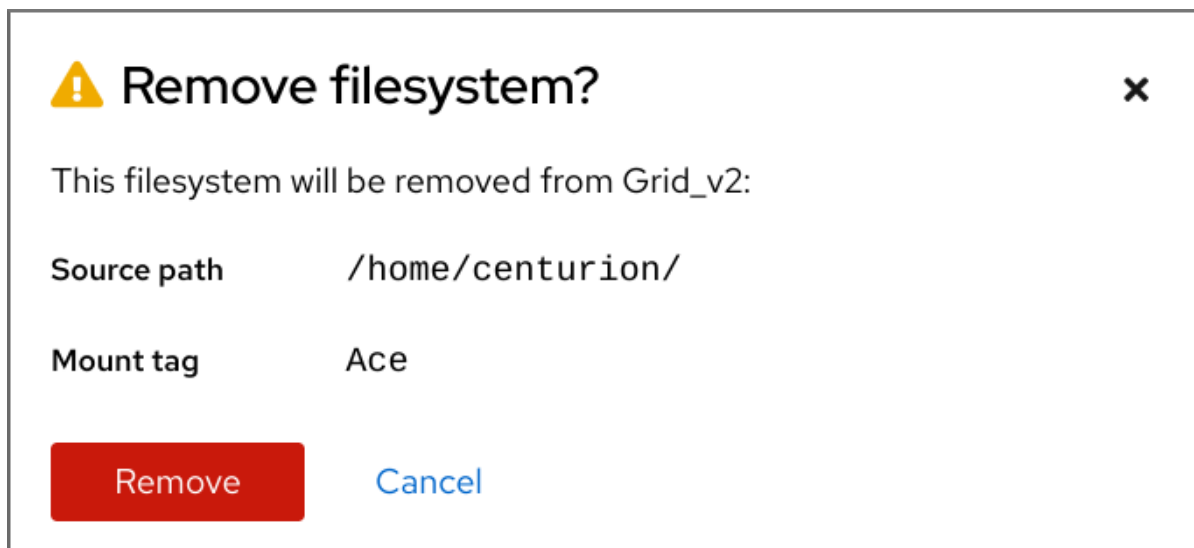 Remove filesystem?
This filesystem will be removed from Grid_v2:
Source path /home/centurion/
Mount tag Ace
Remove Cancel